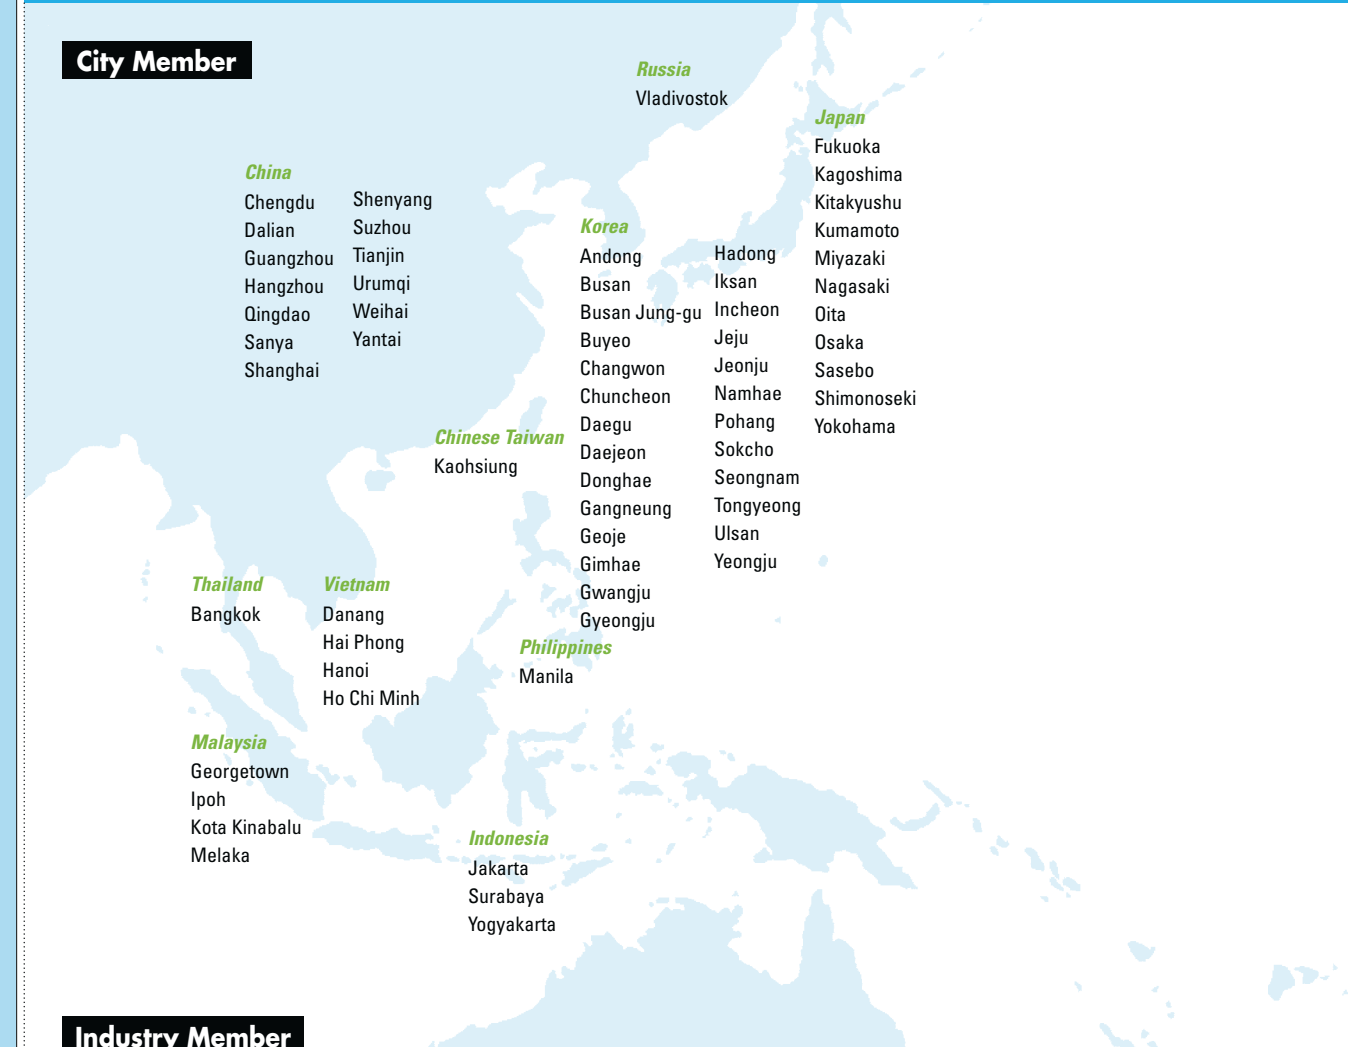 City Member
Russia
Vladivostok
Japan
Fukuoka
Kagoshima
Kitakyushu
Kumamoto
Miyazaki
Nagasaki
Oita
Osaka
Sasebo
Shimonoseki
Yokohama
China
Chengdu
Dalian
Guangzhou
Hangzhou
Qingdao
Sanya
Shanghai
Shenyang
Suzhou
Tianjin
Urumqi
Weihai
Yantai
Korea
Andong
Busan
Busan Jung-gu
Buyeo
Changwon
Chuncheon
Daegu
Daejeon
Donghae
Gangneung
Geoje
Gimhae
Gwangju
Gyeongju
Hadong
Iksan
Incheon
Jeju
Jeonju
Namhae
Pohang
Sokcho
Seongnam
Tongyeong
Ulsan
Yeongju
Chinese Taiwan
Kaohsiung
Thailand
Bangkok
Vietnam
Danang
Hai Phong
Hanoi
Ho Chi Minh
Philippines
Manila
Malaysia
Georgetown
Ipoh
Kota Kinabalu
Melaka
Indonesia
Jakarta
Surabaya
Yogyakarta
Industry Member